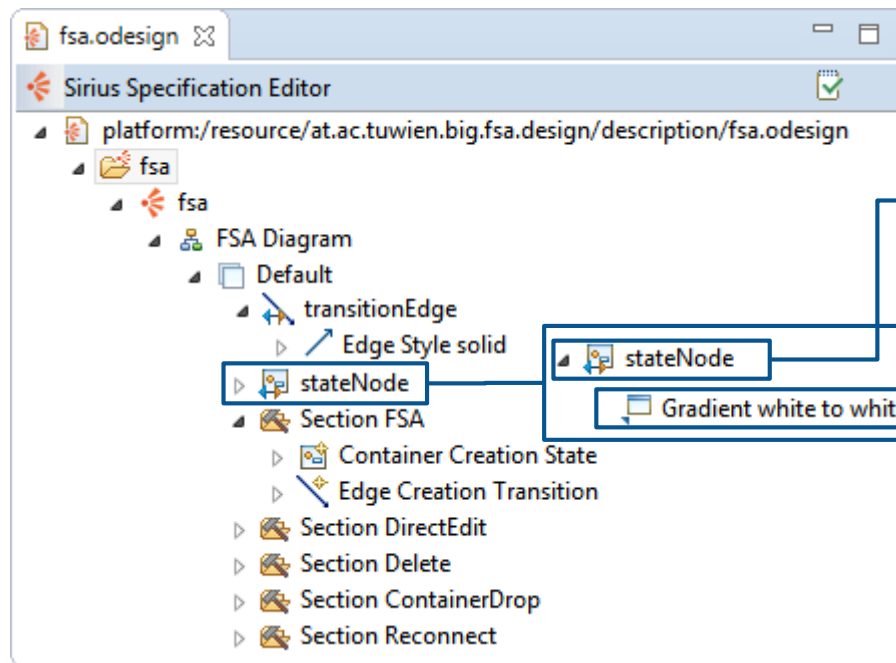 fsa.odesign
Sirius Specification Editor
platform:/resource/at.ac.tuwien.big.fsa.design/description/fsa.odesign
fsa
fsa
FSA Diagram
Default
transitionEdge
Edge Style solid
stateNode
stateNode
Gradient white to whit
Section FSA
Container Creation State
Edge Creation Transition
Section DirectEdit
Section Delete
Section ContainerDrop
Section Reconnect